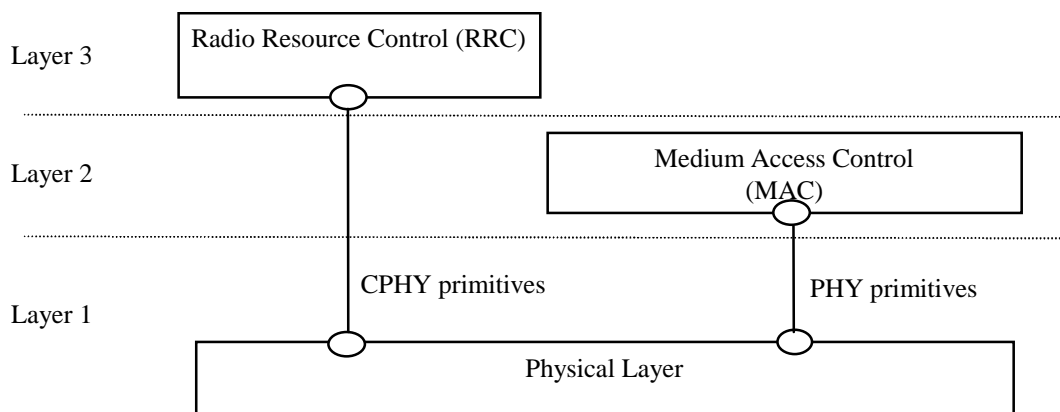 Radio Resource Control (RRC)
Layer 3
Medium Access Control
Layer 2
(MAC)
CPHY primitives
PHY primitives
Layer 1
Physical Layer